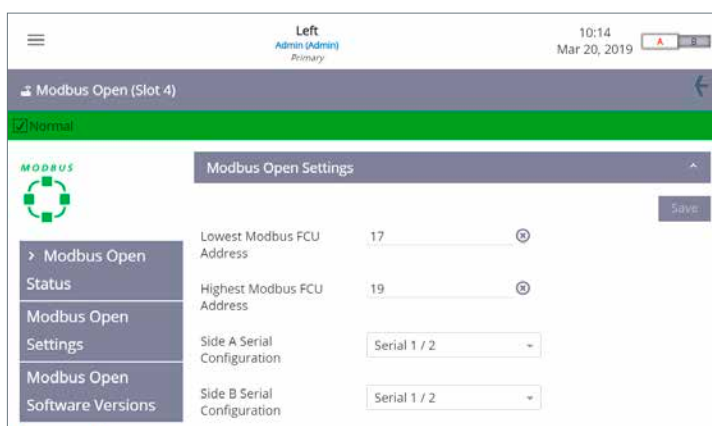 Left
Admin (Admin)
Primary
10:14
Mar 20, 2019
A B
Modbus Open (Slot 4)
Normal
MODBUS
> Modbus Open
Status
Modbus Open
Settings
Modbus Open
Software Versions
Modbus Open Settings
Save
Lowest Modbus FCU
Address
17
Highest Modbus FCU
Address
19
Side A Serial
Configuration
Serial 1 / 2
Side B Serial
Configuration
Serial 1 / 2